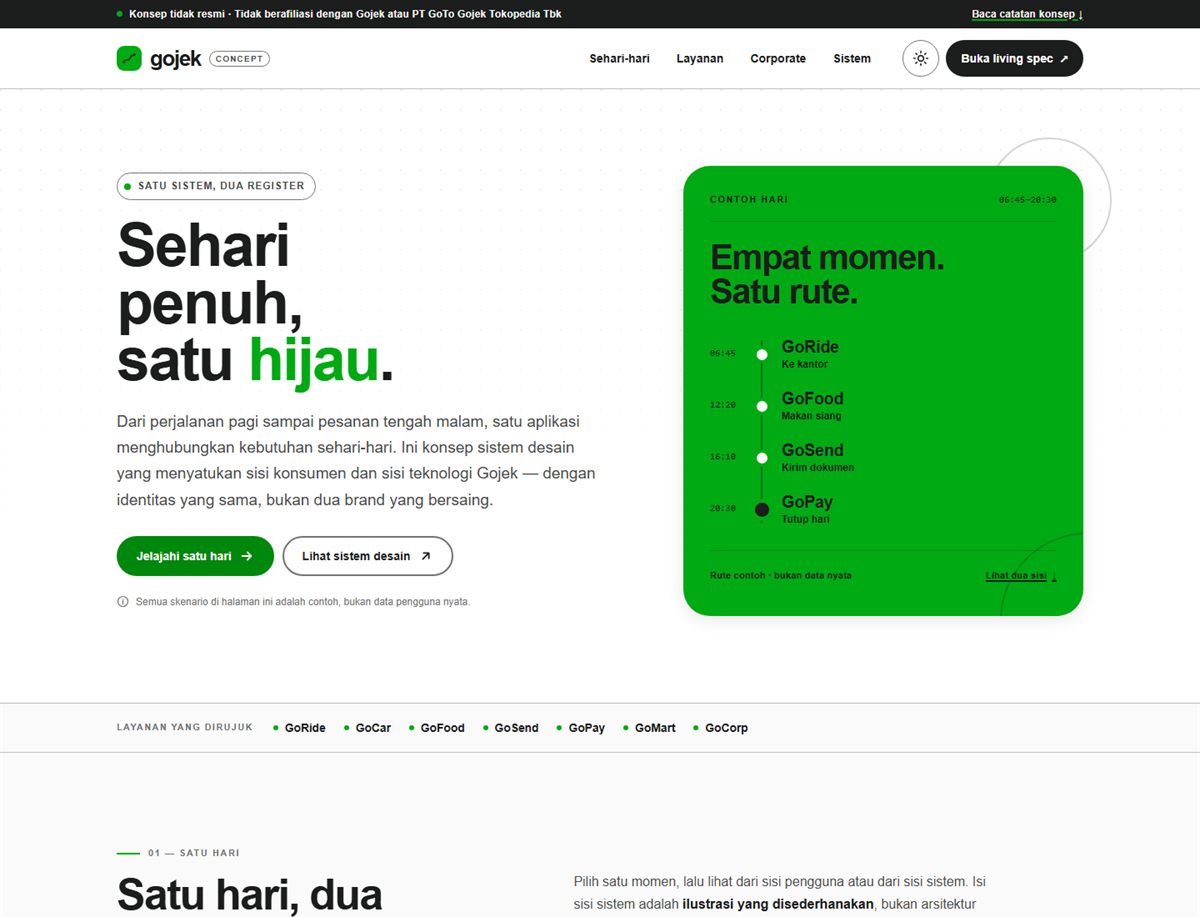 Konsep tidak resmi · Tidak berafiliasi dengan Gojek atau PT GoTo Gojek Tokopedia Tbk
Baca catatan konsep ↓
gojek CONCEPT
Sehari-hari Layanan Corporate Sistem
Buka living spec ↗
SATU SISTEM, DUA REGISTER
Sehari
penuh,
satu hijau.
Dari perjalanan pagi sampai pesanan tengah malam, satu aplikasi
menghubungkan kebutuhan sehari-hari. Ini konsep sistem desain
yang menyatukan sisi konsumen dan sisi teknologi Gojek — dengan
identitas yang sama, bukan dua brand yang bersaing.
Jelajahi satu hari →
Lihat sistem desain ↗
Semua skenario di halaman ini adalah contoh, bukan data pengguna nyata.
CONTOH HARI
06:45—20:30
Empat momen.
Satu rute.
06:45 GoRide
Ke kantor
12:20 GoFood
Makan siang
16:10 GoSend
Kirim dokumen
20:30 GoPay
Tutup hari
Rute contoh · bukan data nyata
Lihat dua sisi ↓
LAYANAN YANG DIRUJUK
GoRide GoCar GoFood GoSend GoPay GoMart GoCorp
01 — SATU HARI
Satu hari, dua
Pilih satu momen, lalu lihat dari sisi pengguna atau dari sisi sistem. Isi
sisi sistem adalah ilustrasi yang disederhanakan, bukan arsitektur